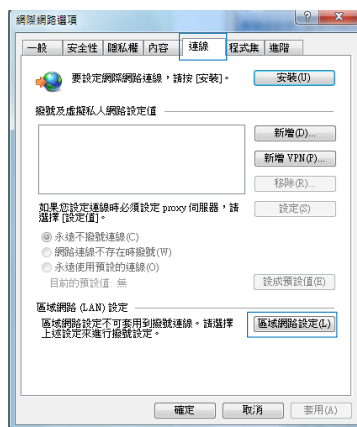 網際網路選項
一般 安全性 隱私權 內容 連線 程式集 進階
要設定網際網路連線，請按 [安裝]。
安裝(U)
撥號及虛擬私人網路設定值
新增(D)...
新增 VPN(P)...
移除(R)...
如果您設定連線時必須設定 proxy 伺服器，請
選擇 [設定值]。
設定(S)
永遠不撥號連線(C)
網路連線不存在時撥號(W)
永遠使用預設的連線(O)
目前的預設值: 無
設成預設值(E)
區域網路 (LAN) 設定
區域網路設定不可套用到撥號連線。請選擇
上述設定來進行撥號設定。
區域網路設定(L)
確定 取消 套用(A)